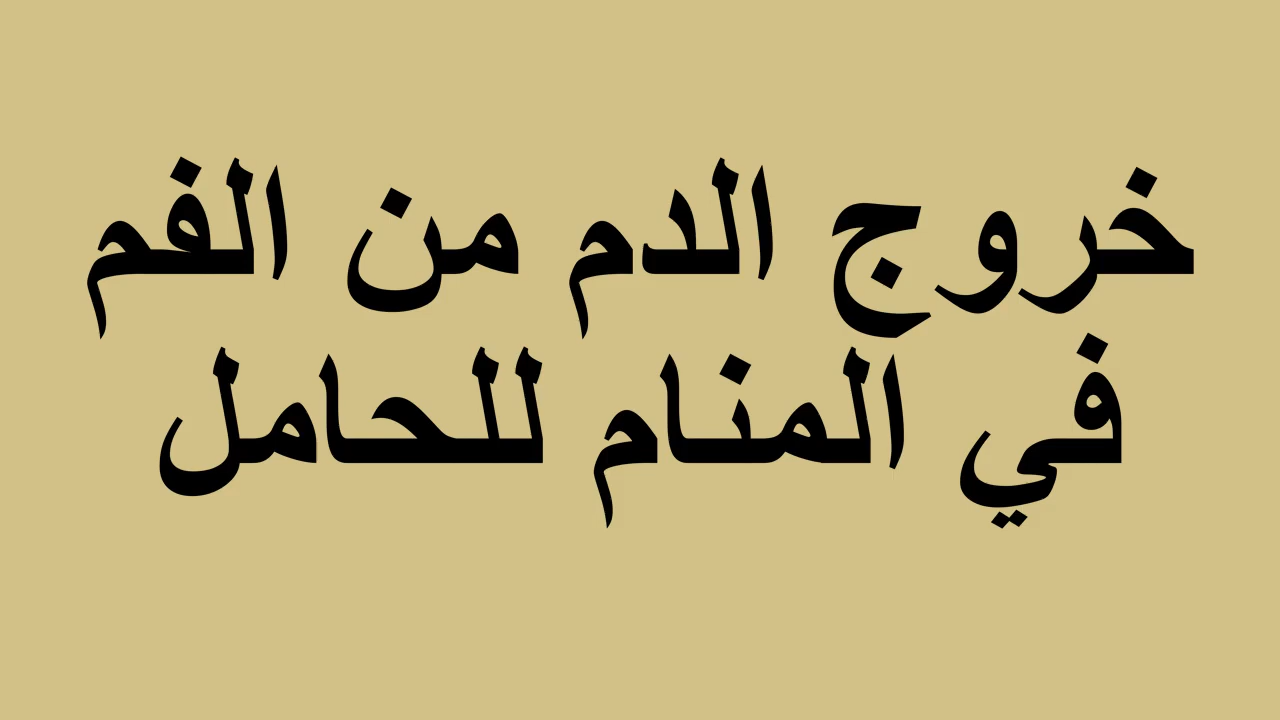 خروج الدم من الفم
في المنام للحامل